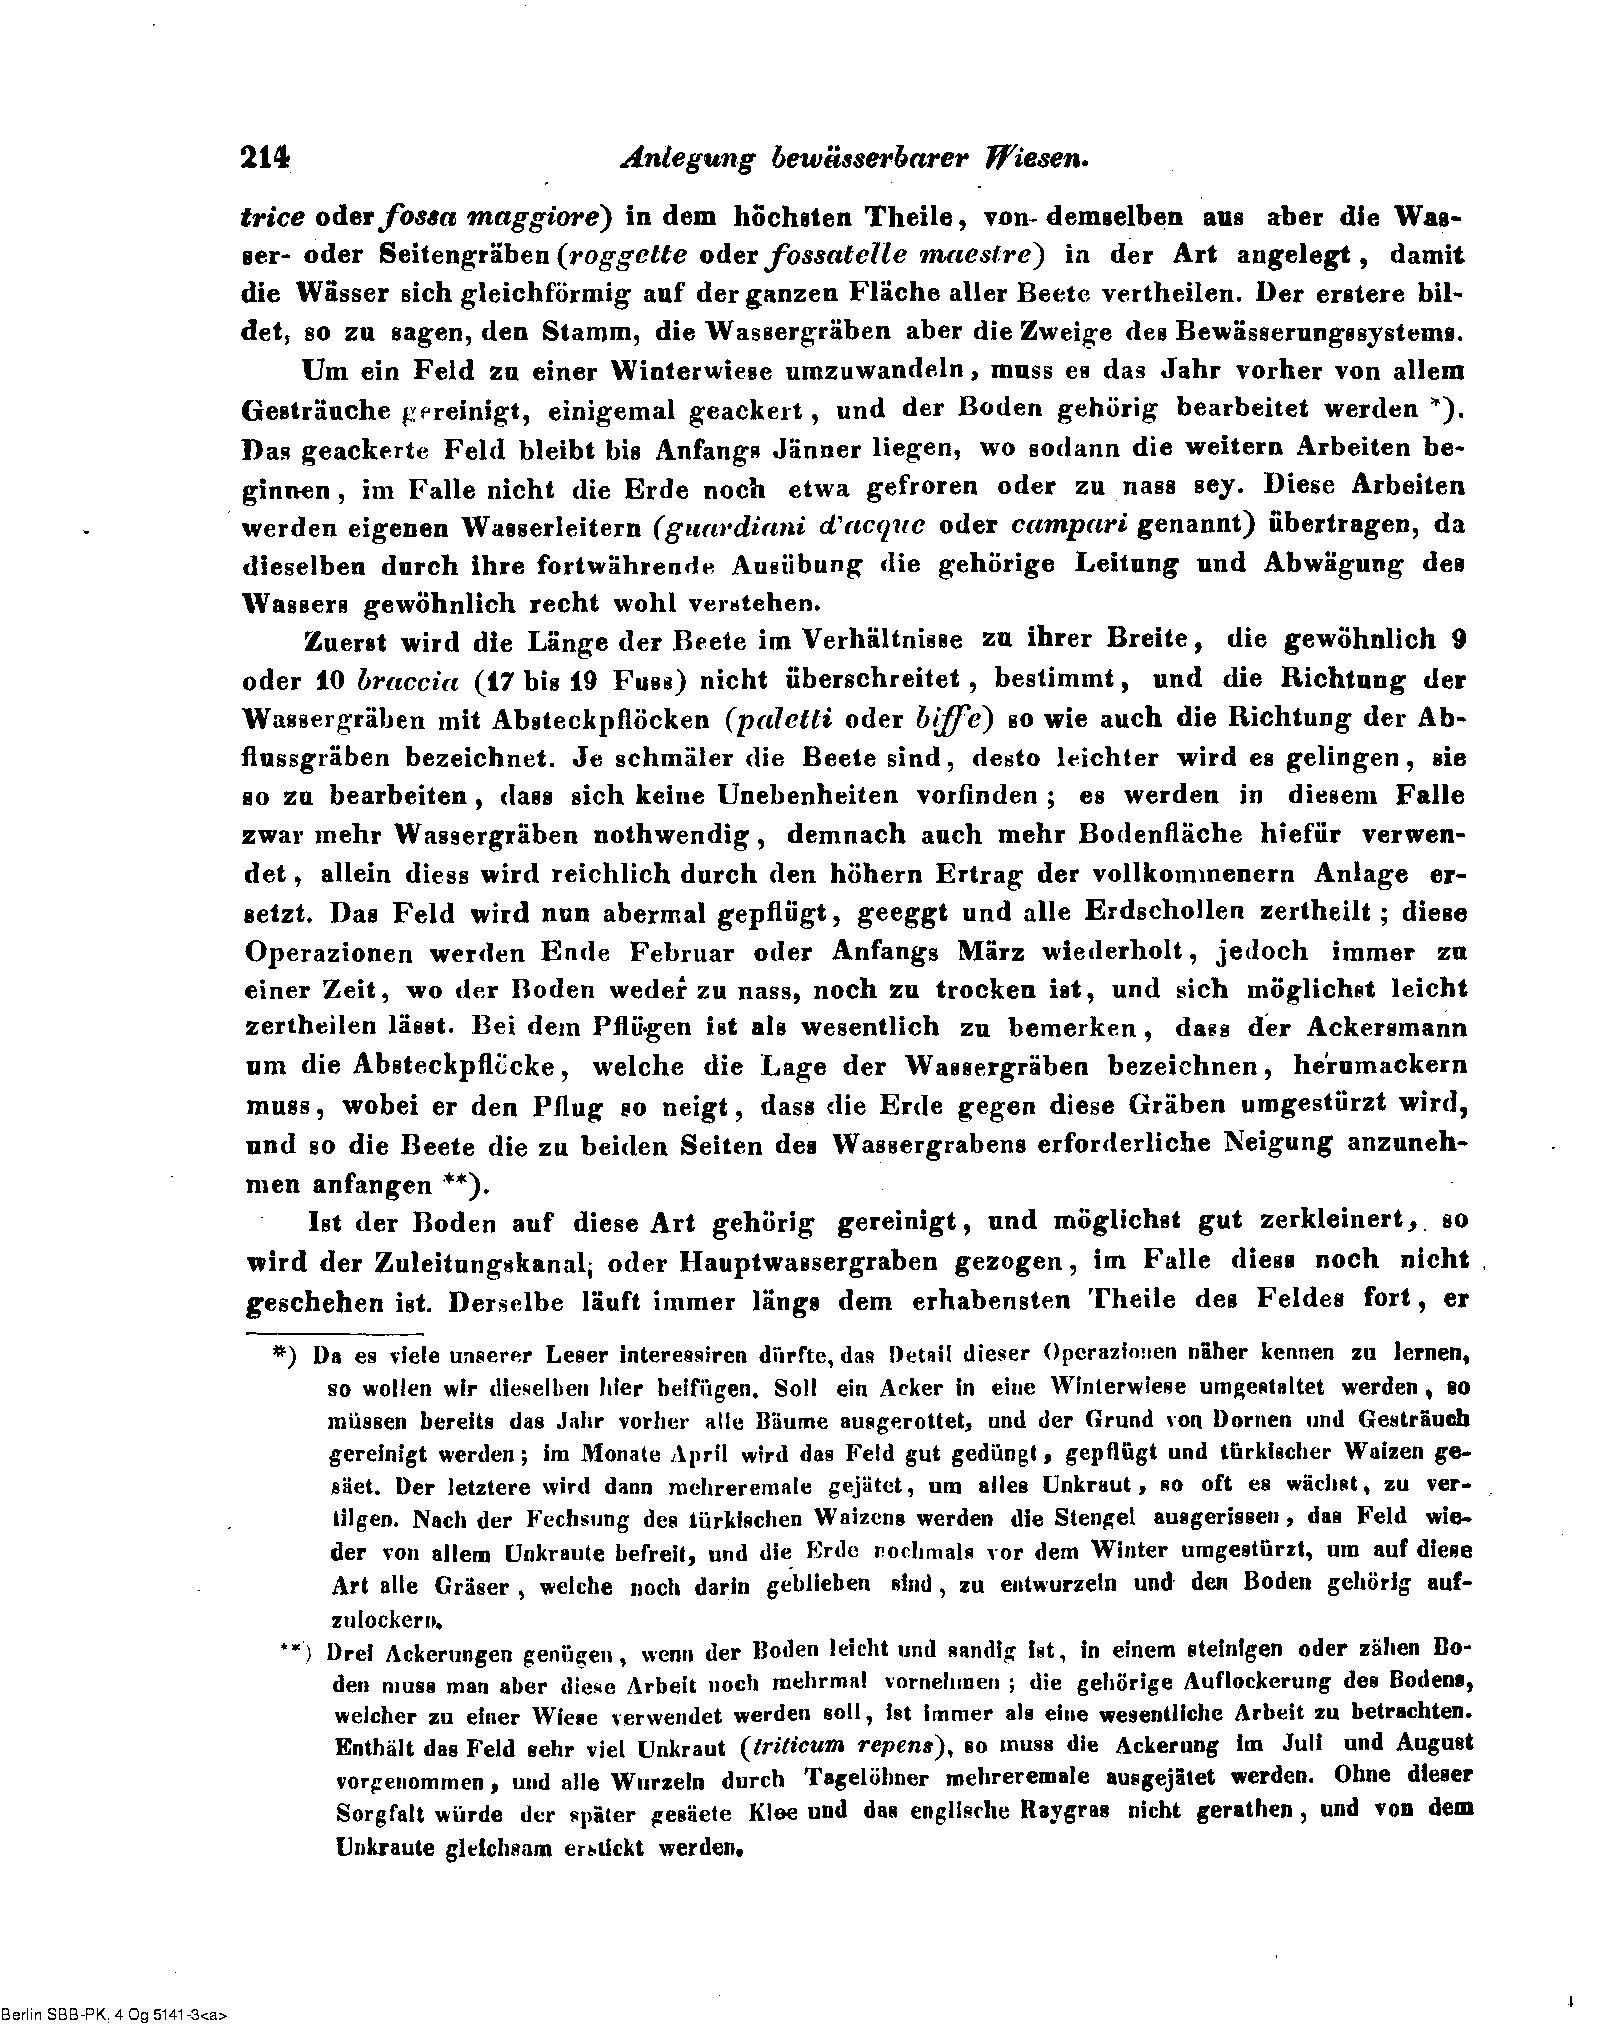 214 Anlegung bewässerbarer Wiesen.
trice oder fossa maggiore) in dem höchsten Theile, von demselben aus aber die Was-
ser- oder Seitengräben (roggette oder fossatelle maestre) in der Art angelegt, damit
die Wässer sich gleichförmig auf der ganzen Fläche aller Beete vertheilen. Der erstere bil-
det, so zu sagen, den Stamm, die Wassergräben aber die Zweige des Bewässerungssystems.
Um ein Feld zu einer Winterwiese umzuwandeln, muss es das Jahr vorher von allem
Gesträuche gereinigt, einigemal geackert, und der Boden gehörig bearbeitet werden *).
Das geackerte Feld bleibt bis Anfangs Jänner liegen, wo sodann die weitern Arbeiten be-
ginnen, im Falle nicht die Erde noch etwa gefroren oder zu nass sey. Diese Arbeiten
werden eigenen Wasserleitern (guardiani d'acque oder campari genannt) übertragen, da
dieselben durch ihre fortwährende Ausübung die gehörige Leitung und Abwägung des
Wassers gewöhnlich recht wohl verstehen.
Zuerst wird die Länge der Beete im Verhältnisse zu ihrer Breite, die gewöhnlich 9
oder 10 braccia (17 bis 19 Fuss) nicht überschreitet, bestimmt, und die Richtung der
Wassergräben mit Absteckpflöcken (paletti oder biffe) so wie auch die Richtung der Ab-
flussgräben bezeichnet. Je schmäler die Beete sind, desto leichter wird es gelingen, sie
so zu bearbeiten, dass sich keine Unebenheiten vorfinden; es werden in diesem Falle
zwar mehr Wassergräben nothwendig, demnach auch mehr Bodenfläche hiefür verwen-
det, allein diess wird reichlich durch den höhern Ertrag der vollkommenern Anlage er-
setzt. Das Feld wird nun abermal gepflügt, geeggt und alle Erdschollen zertheilt; diese
Operazionen werden Ende Februar oder Anfangs März wiederholt, jedoch immer zu
einer Zeit, wo der Boden weder zu nass, noch zu trocken ist, und sich möglichst leicht
zertheilen lässt. Bei dem Pflügen ist als wesentlich zu bemerken, dass der Ackersmann
um die Absteckpflöcke, welche die Lage der Wassergräben bezeichnen, herumackern
muss, wobei er den Pflug so neigt, dass die Erde gegen diese Gräben umgestürzt wird,
und so die Beete die zu beiden Seiten des Wassergrabens erforderliche Neigung anzuneh-
men anfangen **).
Ist der Boden auf diese Art gehörig gereinigt, und möglichst gut zerkleinert, so
wird der Zuleitungskanal, oder Hauptwassergraben gezogen, im Falle diess noch nicht
geschehen ist. Derselbe läuft immer längs dem erhabensten Theile des Feldes fort, er
*) Da es viele unserer Leser interessiren dürfte, das Detail dieser Operazionen näher kennen zu lernen,
so wollen wir dieselben hier beifügen. Soll ein Acker in eine Winterwiese umgestaltet werden, so
müssen bereits das Jahr vorher alle Bäume ausgerottet, und der Grund von Dornen und Gesträuch
gereinigt werden; im Monate April wird das Feld gut gedüngt, gepflügt und türkischer Waizen ge-
säet. Der letztere wird dann mehreremale gejätet, um alles Unkraut, so oft es wächst, zu ver-
tilgen. Nach der Fechsung des türkischen Waizens werden die Stengel ausgerissen, das Feld wie-
der von allem Unkraute befreit, und die Erde nochmals vor dem Winter umgestürzt, um auf diese
Art alle Gräser, welche noch darin geblieben sind, zu entwurzeln und den Boden gehörig auf-
zulockern.
**) Drei Ackerungen genügen, wenn der Boden leicht und sandig ist, in einem steinigen oder zähen Bo-
den muss man aber diese Arbeit noch mehrmal vornehmen; die gehörige Auflockerung des Bodens,
welcher zu einer Wiese verwendet werden soll, ist immer als eine wesentliche Arbeit zu betrachten.
Enthält das Feld sehr viel Unkraut (triticum repens), so muss die Ackerung im Juli und August
vorgenommen, und alle Wurzeln durch Tagelöhner mehreremale ausgejätet werden. Ohne dieser
Sorgfalt würde der später gesäete Klee und das englische Raygras nicht gerathen, und von dem
Unkraute gleichsam erstickt werden.
Berlin SBB-PK, 4 Og 5141-3<a>